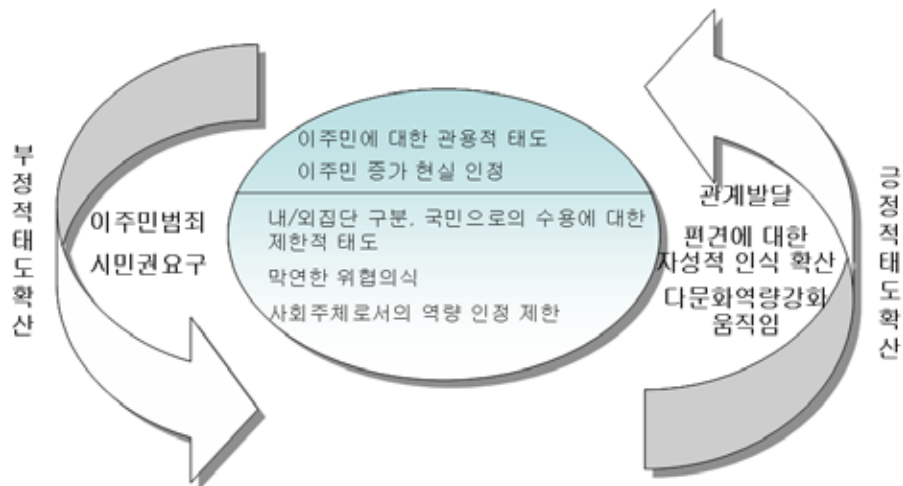 부정적태도확산
이주민범죄
시민권요구
이주민에 대한 관용적 태도
이주민 증가 현실 인정
내/외집단 구분, 국민으로의 수용에 대한
제한적 태도
막연한 위협의식
사회주체로서의 역량 인정 제한
관계발달
편견에 대한
자성적 인식 확산
다문화역량강화
움직임
긍정적태도확산